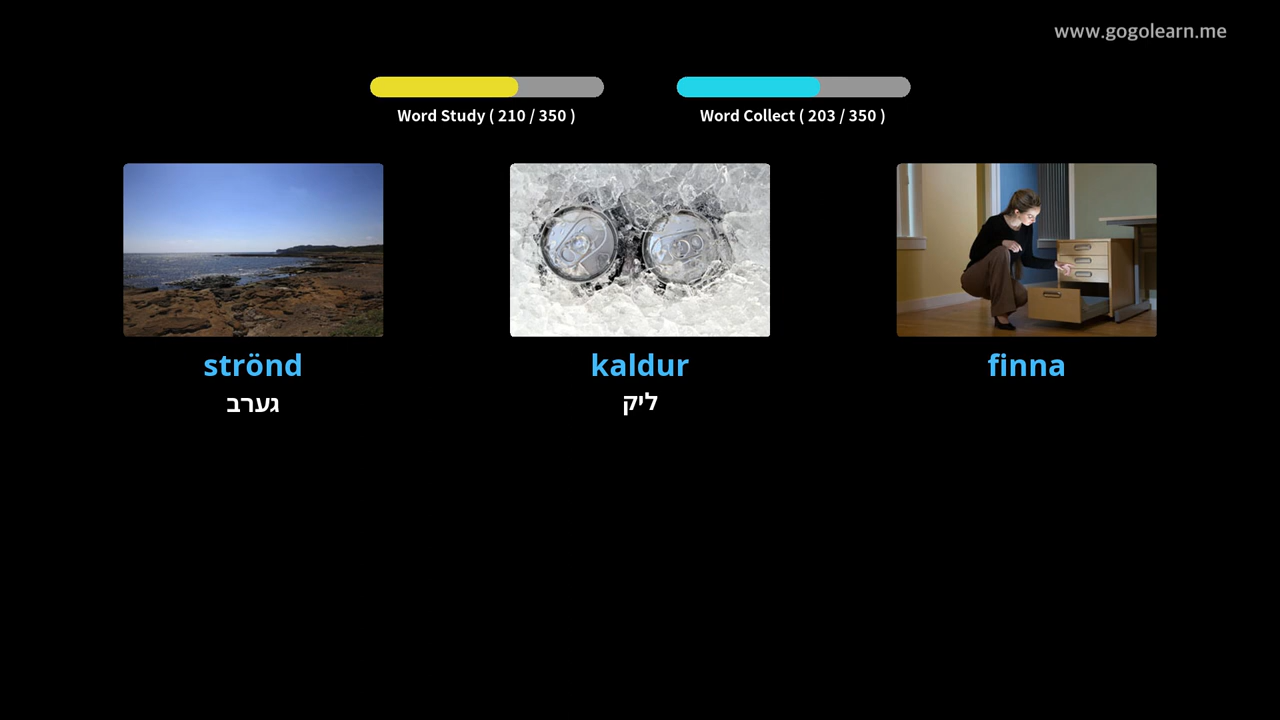 www.gogolearn.me
Word Study ( 210 / 350 )
Word Collect ( 203 / 350 )
strönd
kaldur
finna
גערב
ליק